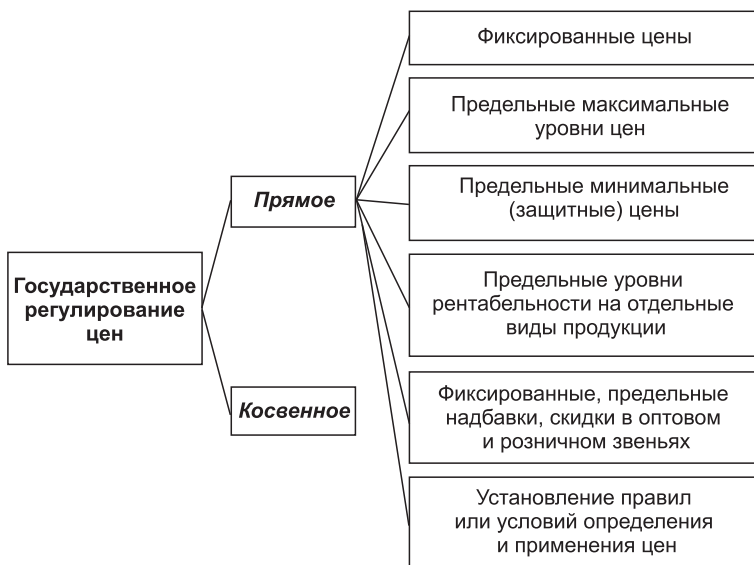 Государственное
регулирование
цен
Прямое
Косвенное
Фиксированные цены
Предельные максимальные
уровни цен
Предельные минимальные
(защитные) цены
Предельные уровни
рентабельности на отдельные
виды продукции
Фиксированные, предельные
надбавки, скидки в оптовом
и розничном звеньях
Установление правил
или условий определения
и применения цен